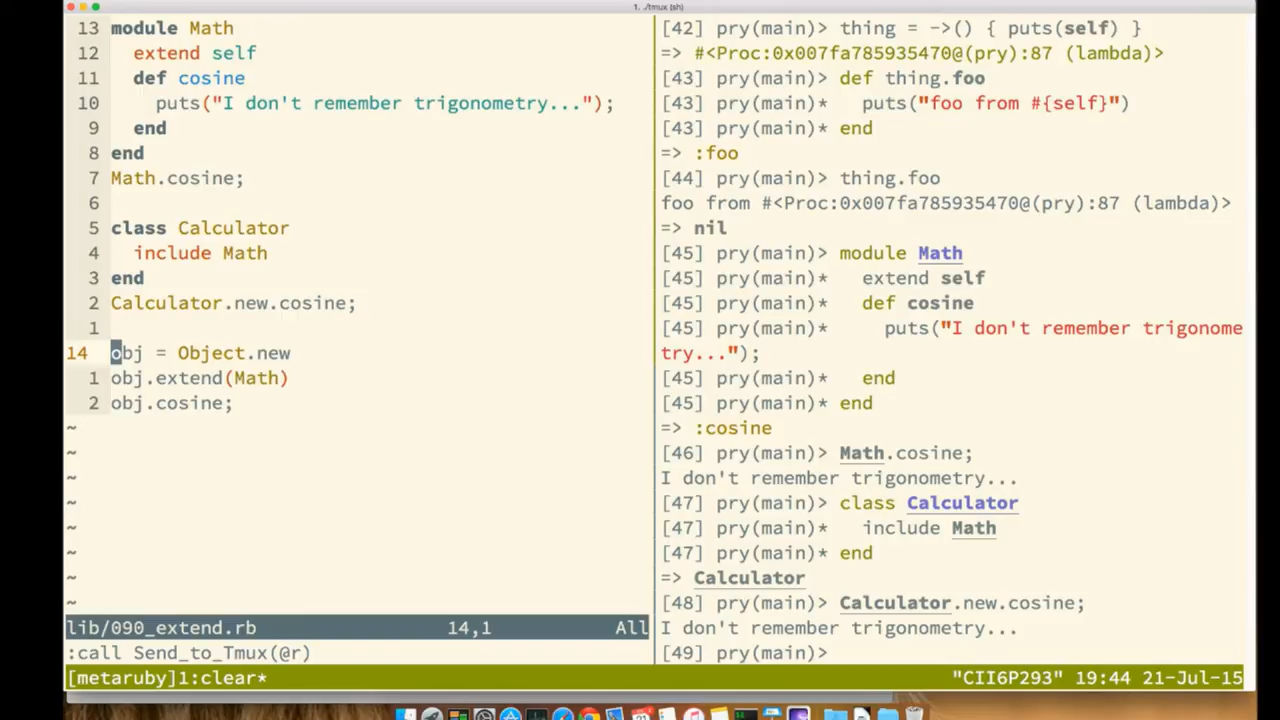 1. ./tmux (sh)
13 module Math
12   extend self
11   def cosine
10     puts("I don't remember trigonometry...");
9   end
8 end
7 Math.cosine;
6
5 class Calculator
4   include Math
3 end
2 Calculator.new.cosine;
1
14 obj = Object.new
1 obj.extend(Math)
2 obj.cosine;
~
~
~
~
~
~
~
~
lib/090_extend.rb 14,1 All
:call Send_to_Tmux(@r)
[42] pry(main)> thing = ->() { puts(self) }
=> #<Proc:0x007fa785935470@(pry):87 (lambda)>
[43] pry(main)> def thing.foo
[43] pry(main)*   puts("foo from #{self}")
[43] pry(main)* end
=> :foo
[44] pry(main)> thing.foo
foo from #<Proc:0x007fa785935470@(pry):87 (lambda)>
=> nil
[45] pry(main)> module Math
[45] pry(main)*   extend self
[45] pry(main)*   def cosine
[45] pry(main)*     puts("I don't remember trigonome
try...");
[45] pry(main)*   end
[45] pry(main)* end
=> :cosine
[46] pry(main)> Math.cosine;
I don't remember trigonometry...
[47] pry(main)> class Calculator
[47] pry(main)*   include Math
[47] pry(main)* end
=> Calculator
[48] pry(main)> Calculator.new.cosine;
I don't remember trigonometry...
[49] pry(main)>
[metaruby]1:clear* "CII6P293" 19:44 21-Jul-15